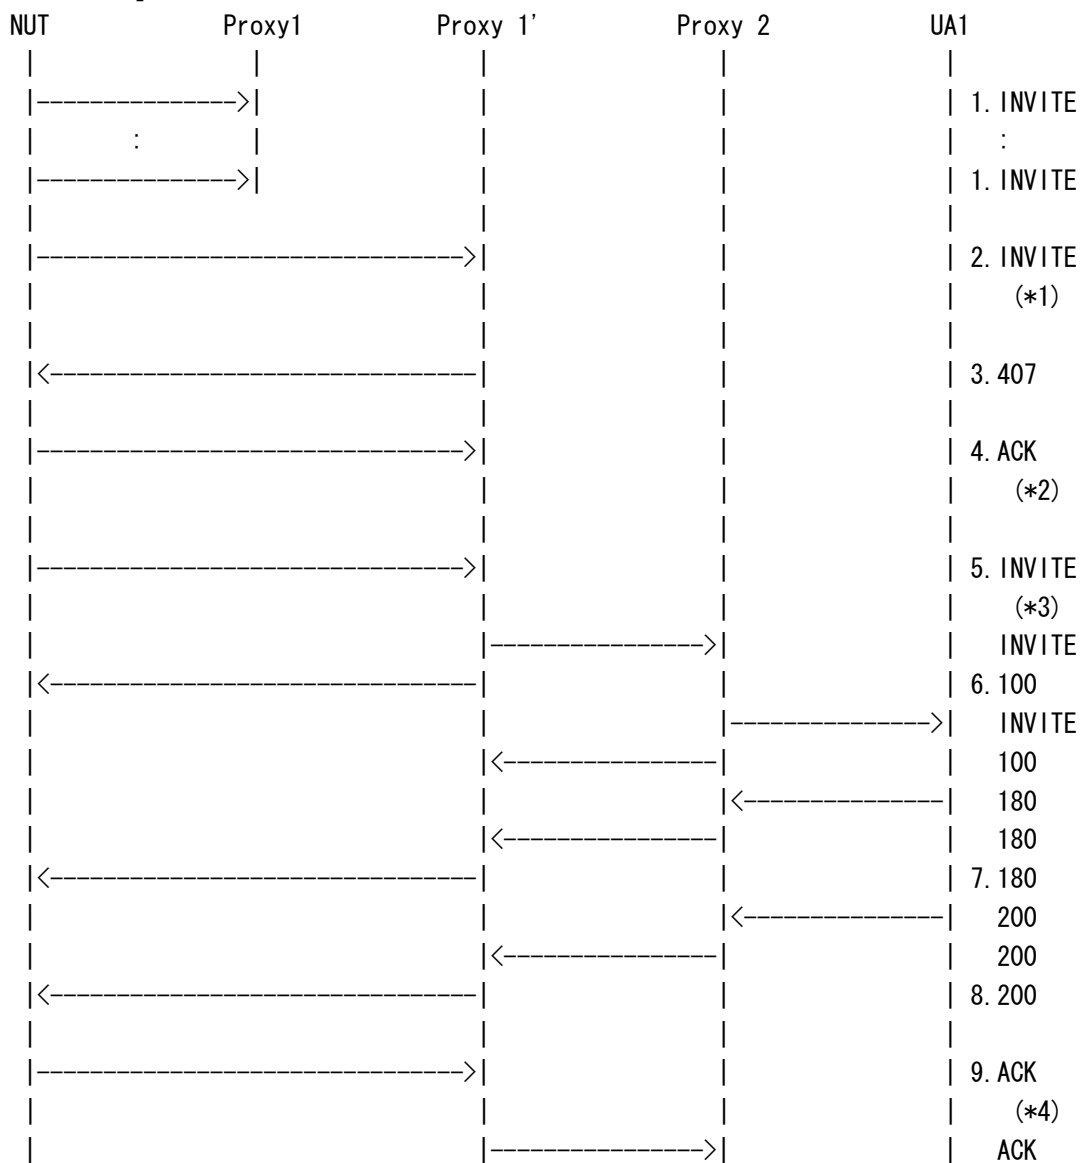 NUT Proxy1 Proxy 1' Proxy 2 UA1
| | | | |
|--------------->| | | | 1. INVITE
| : | | | | :
|--------------->| | | | 1. INVITE
| | | | |
|-------------------------------->| | | 2. INVITE
| | | | (*1)
| | | |
|<--------------------------------| | | 3. 407
| | | |
|-------------------------------->| | | 4. ACK
| | | | (*2)
| | | |
|-------------------------------->| | | 5. INVITE
| | | | (*3)
| |---------------->| | INVITE
|<--------------------------------| | | 6. 100
| | |--------------->| INVITE
| |<----------------| | 100
| | |<---------------| 180
| |<----------------| | 180
|<--------------------------------| | | 7. 180
| | |<---------------| 200
| |<----------------| | 200
|<--------------------------------| | | 8. 200
| | | |
|-------------------------------->| | | 9. ACK
| | | | (*4)
| |---------------->| | ACK